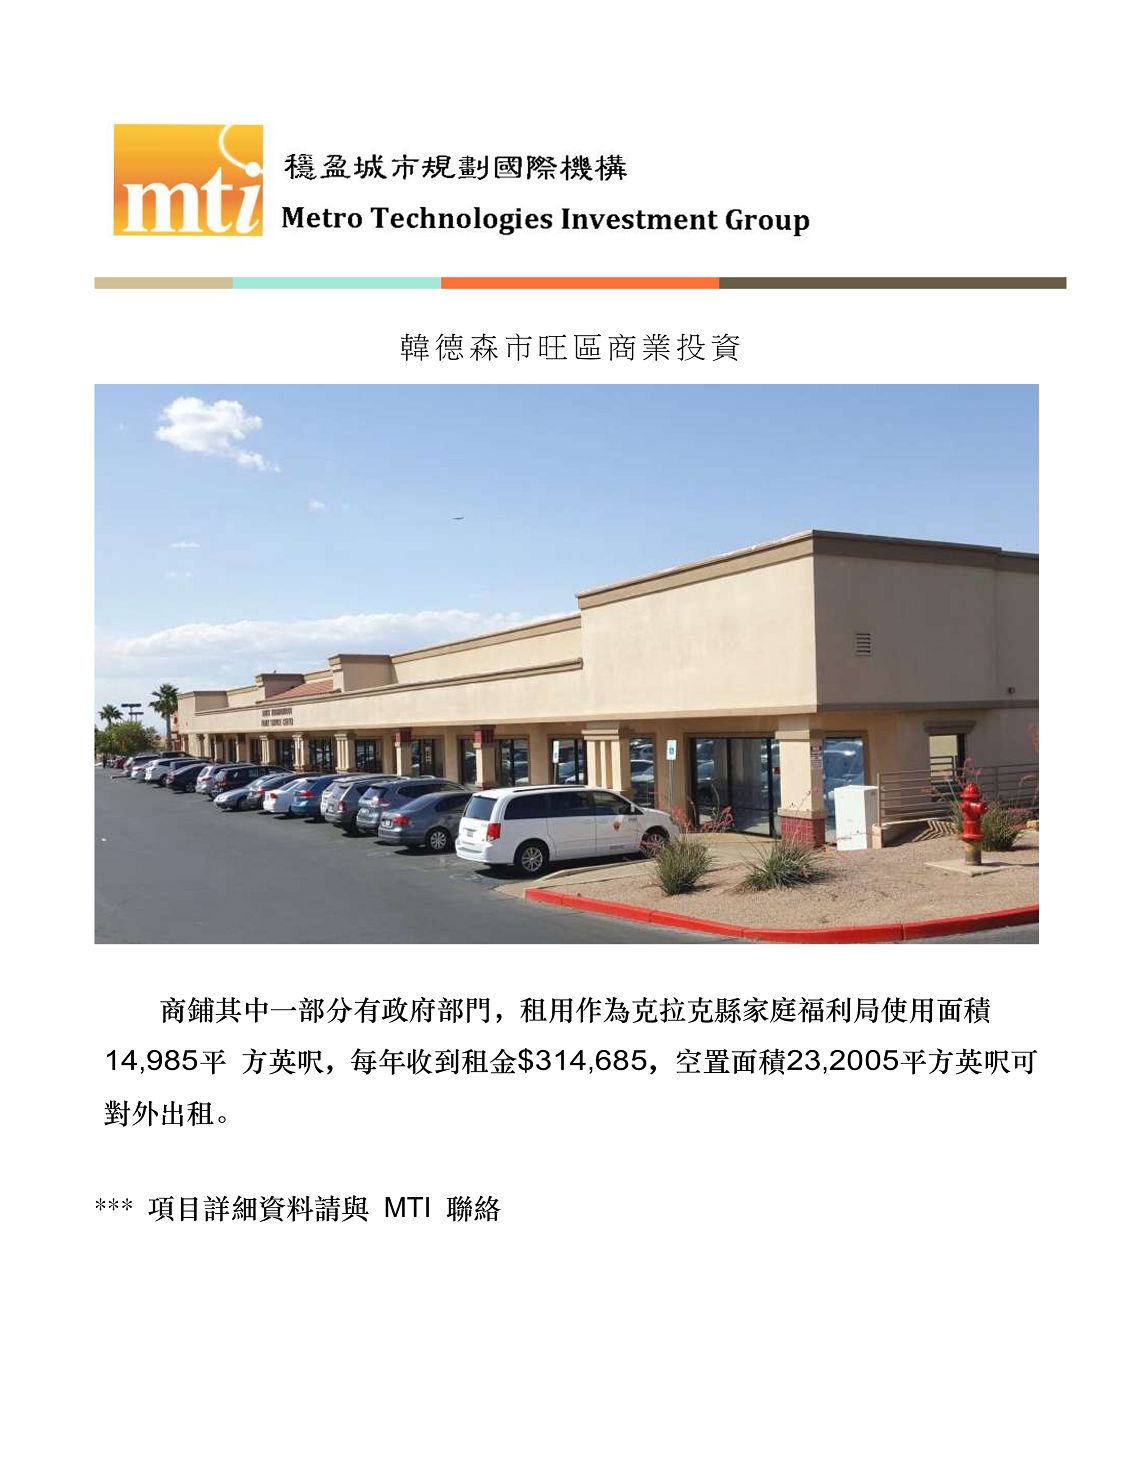 mti
穩盈城市規劃國際機構
Metro Technologies Investment Group
韓德森市旺區商業投資
FAMILY SERVICE CENTER
商鋪其中一部分有政府部門，租用作為克拉克縣家庭福利局使用面積
14,985平 方英呎，每年收到租金$314,685，空置面積23,2005平方英呎可
對外出租。
*** 項目詳細資料請與 MTI 聯絡